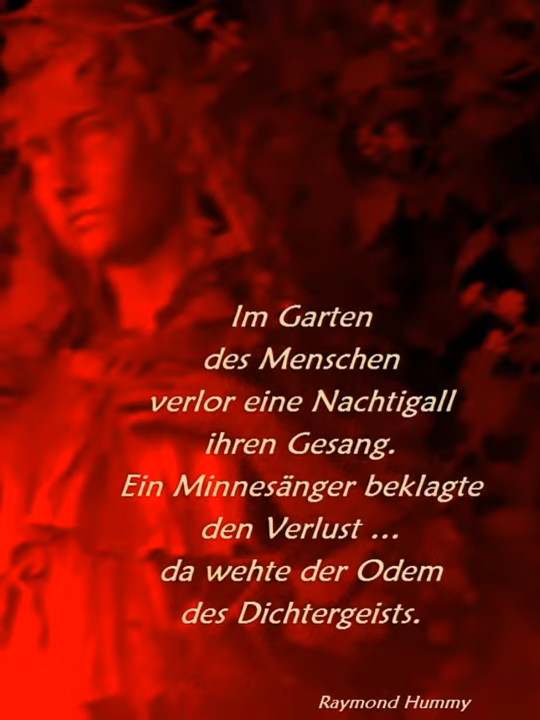 Im Garten
des Menschen
verlor eine Nachtigall
ihren Gesang.
Ein Minnesänger beklagte
den Verlust ...
da wehte der Odem
des Dichtergeists.
Raymond Hummy